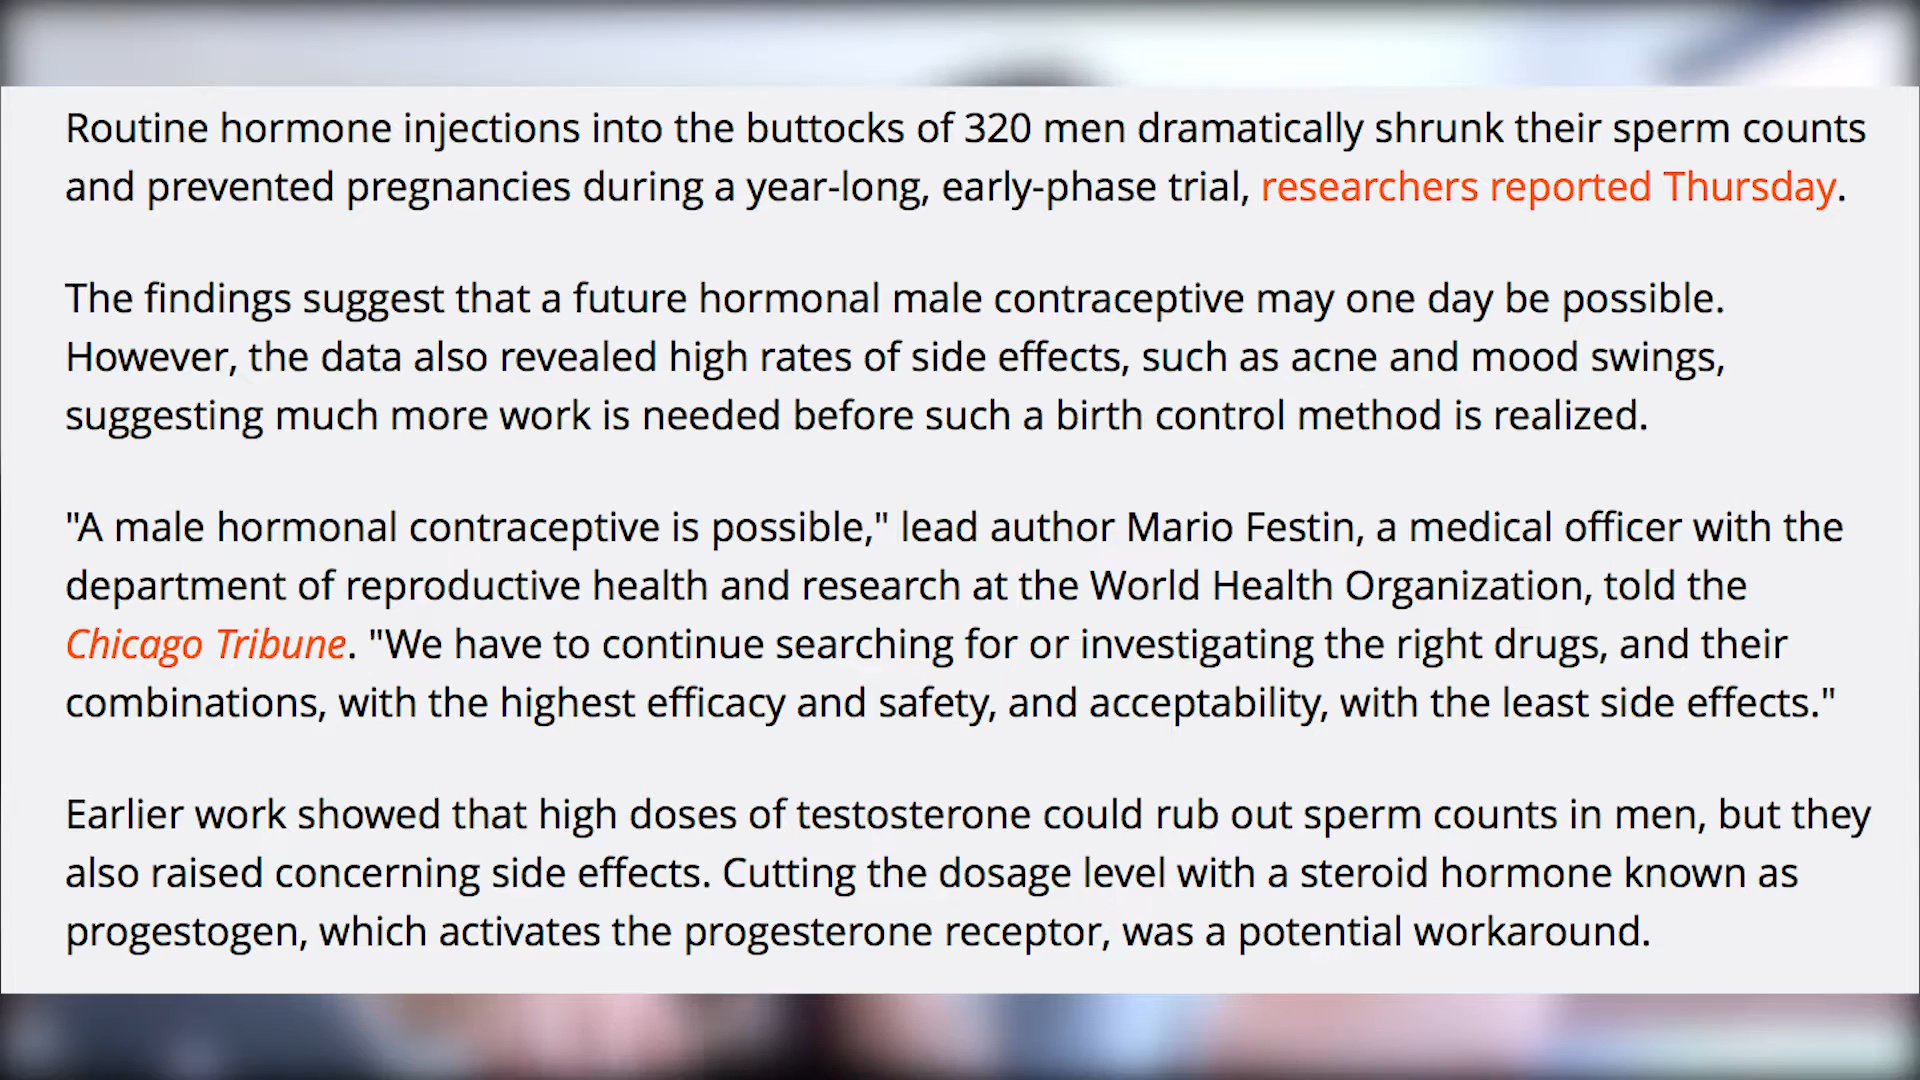 Routine hormone injections into the buttocks of 320 men dramatically shrunk their sperm counts
and prevented pregnancies during a year-long, early-phase trial, researchers reported Thursday.
The findings suggest that a future hormonal male contraceptive may one day be possible.
However, the data also revealed high rates of side effects, such as acne and mood swings,
suggesting much more work is needed before such a birth control method is realized.
"A male hormonal contraceptive is possible," lead author Mario Festin, a medical officer with the
department of reproductive health and research at the World Health Organization, told the
Chicago Tribune. "We have to continue searching for or investigating the right drugs, and their
combinations, with the highest efficacy and safety, and acceptability, with the least side effects."
Earlier work showed that high doses of testosterone could rub out sperm counts in men, but they
also raised concerning side effects. Cutting the dosage level with a steroid hormone known as
progestogen, which activates the progesterone receptor, was a potential workaround.